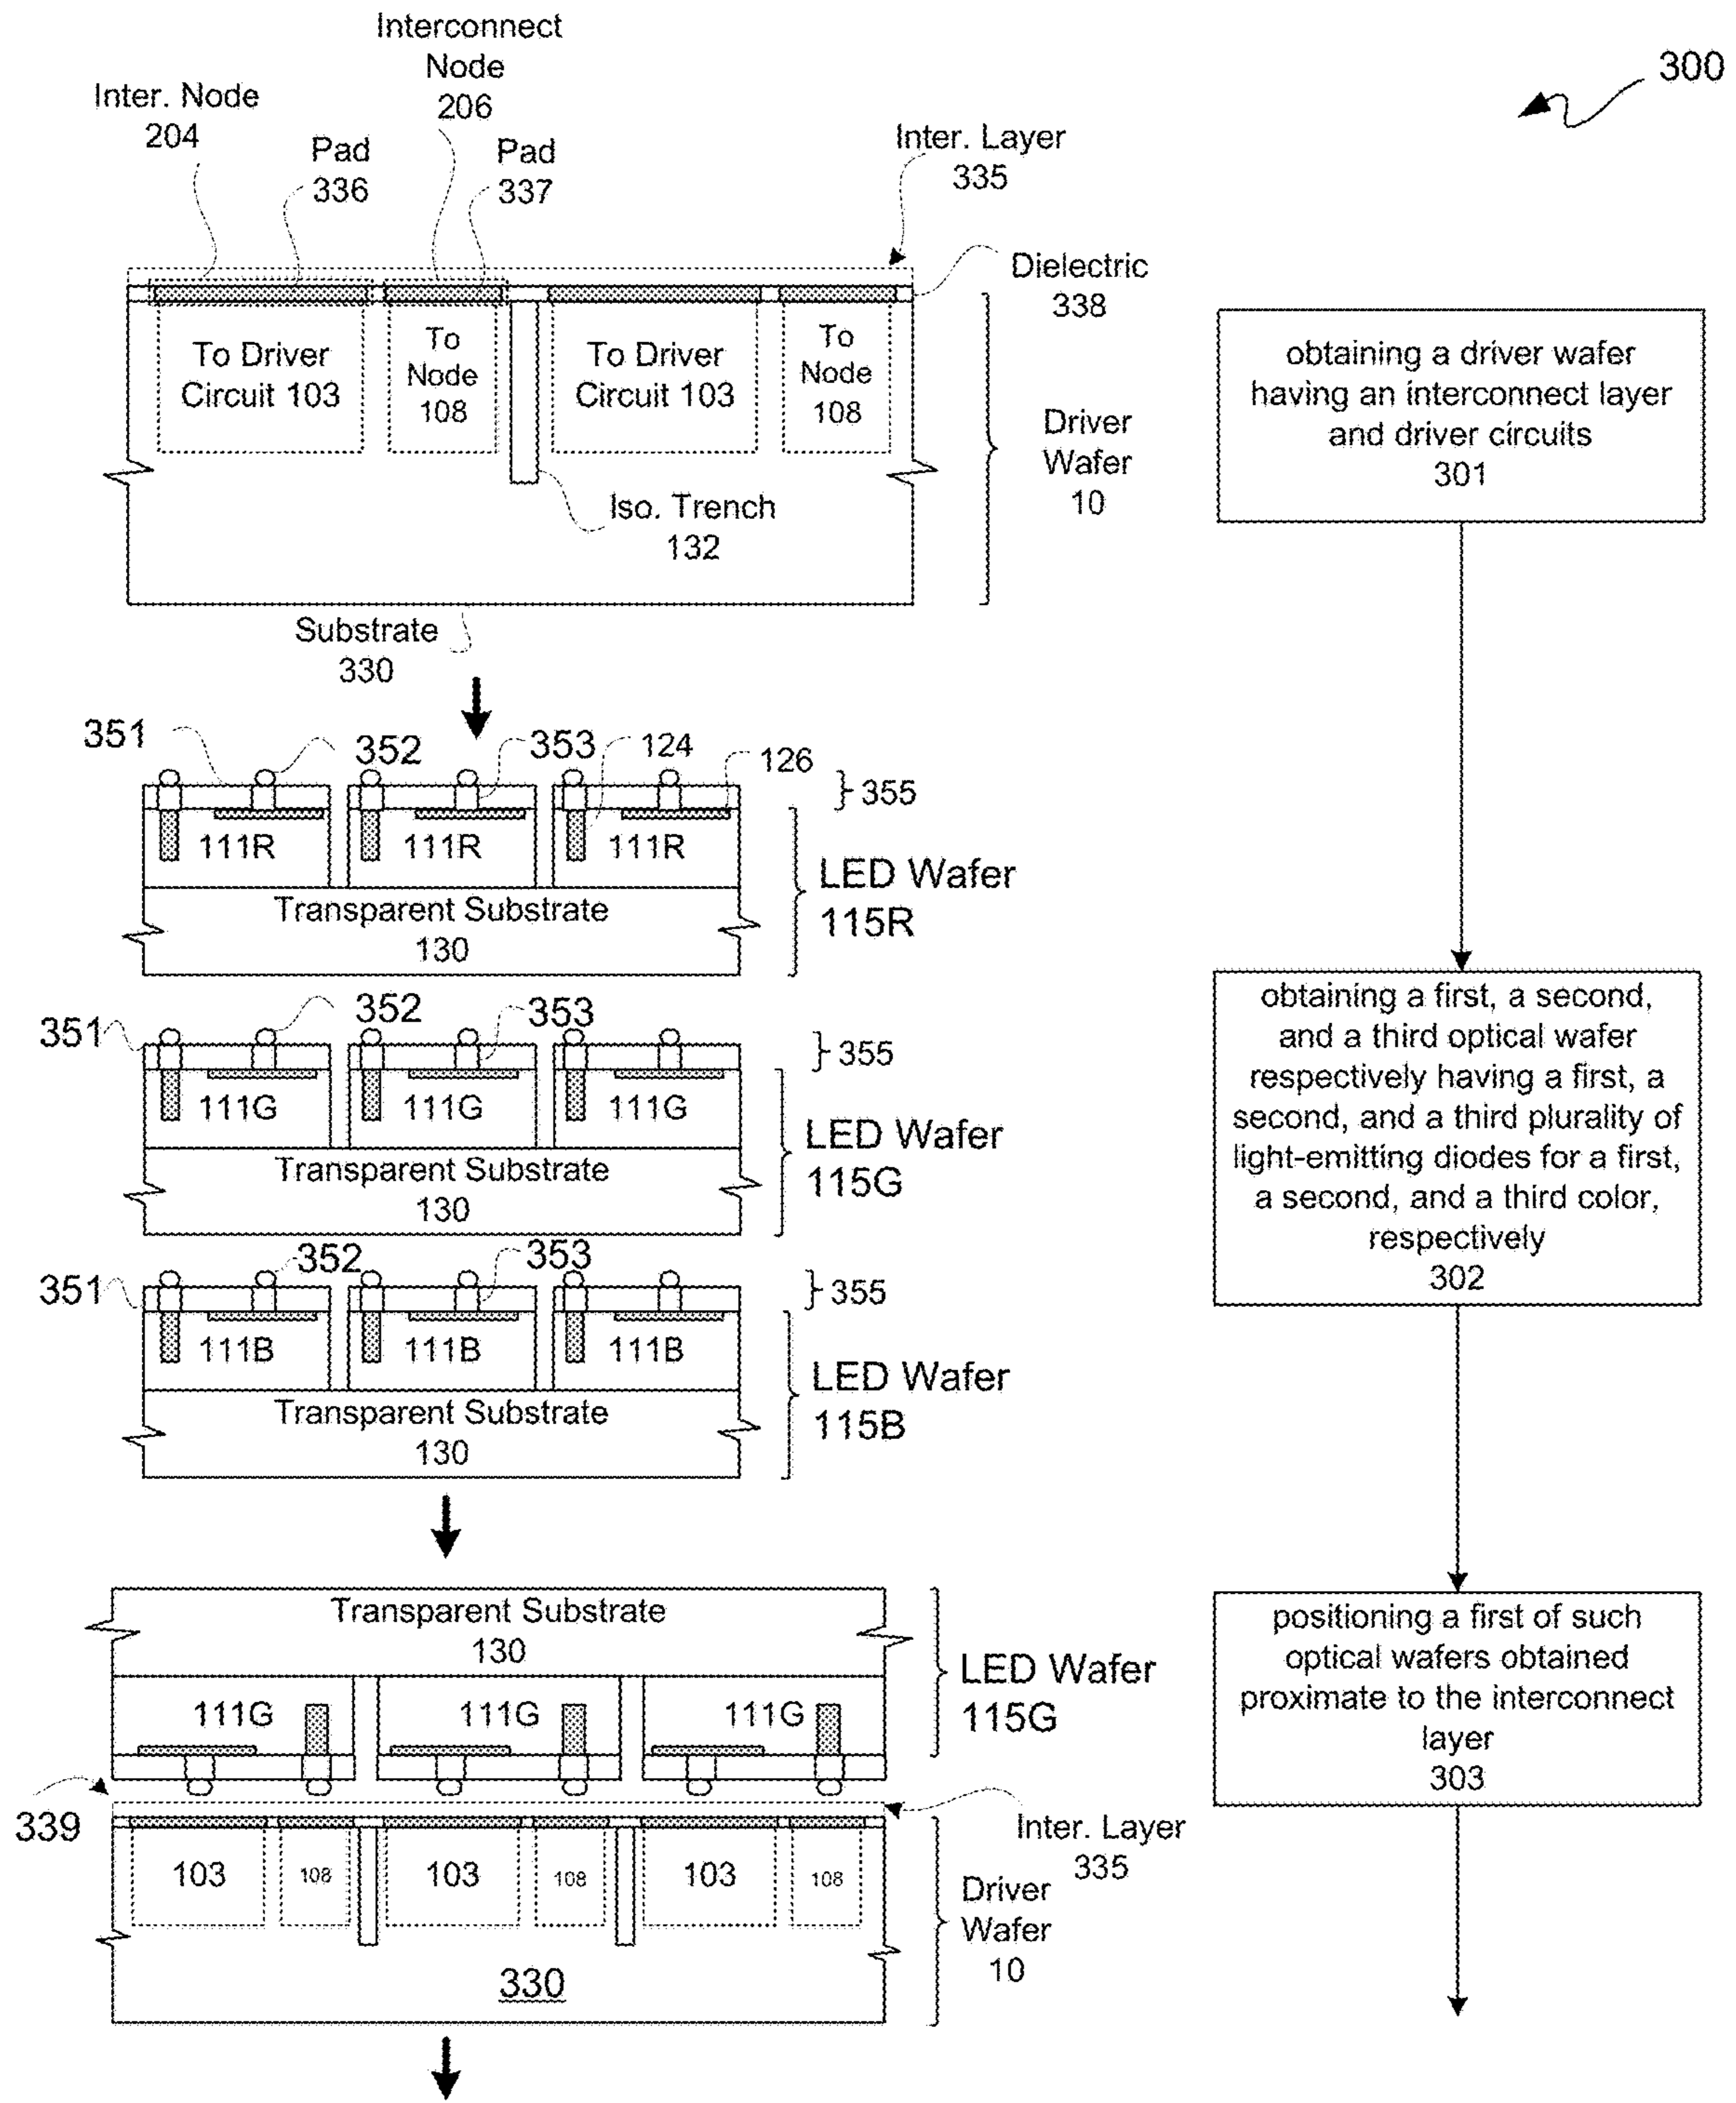 300
Interconnect
Node
206
Inter. Node
204
Pad
336
Pad
337
Inter. Layer
335
Dielectric
338
To Driver
Circuit 103
To
Node
108
To Driver
Circuit 103
To
Node
108
Driver
Wafer
10
Iso. Trench
132
Substrate
330
obtaining a driver wafer
having an interconnect layer
and driver circuits
301
351
352
353
124
126
355
111R
111R
111R
LED Wafer
115R
Transparent Substrate
130
351
352
353
355
111G
111G
111G
LED Wafer
115G
Transparent Substrate
130
351
352
353
355
111B
111B
111B
LED Wafer
115B
Transparent Substrate
130
obtaining a first, a second,
and a third optical wafer
respectively having a first, a
second, and a third plurality of
light-emitting diodes for a first,
a second, and a third color,
respectively
302
Transparent Substrate
130
LED Wafer
115G
111G
111G
111G
339
Inter. Layer
335
103
108
103
108
103
108
Driver
Wafer
10
330
positioning a first of such
optical wafers obtained
proximate to the interconnect
layer
303